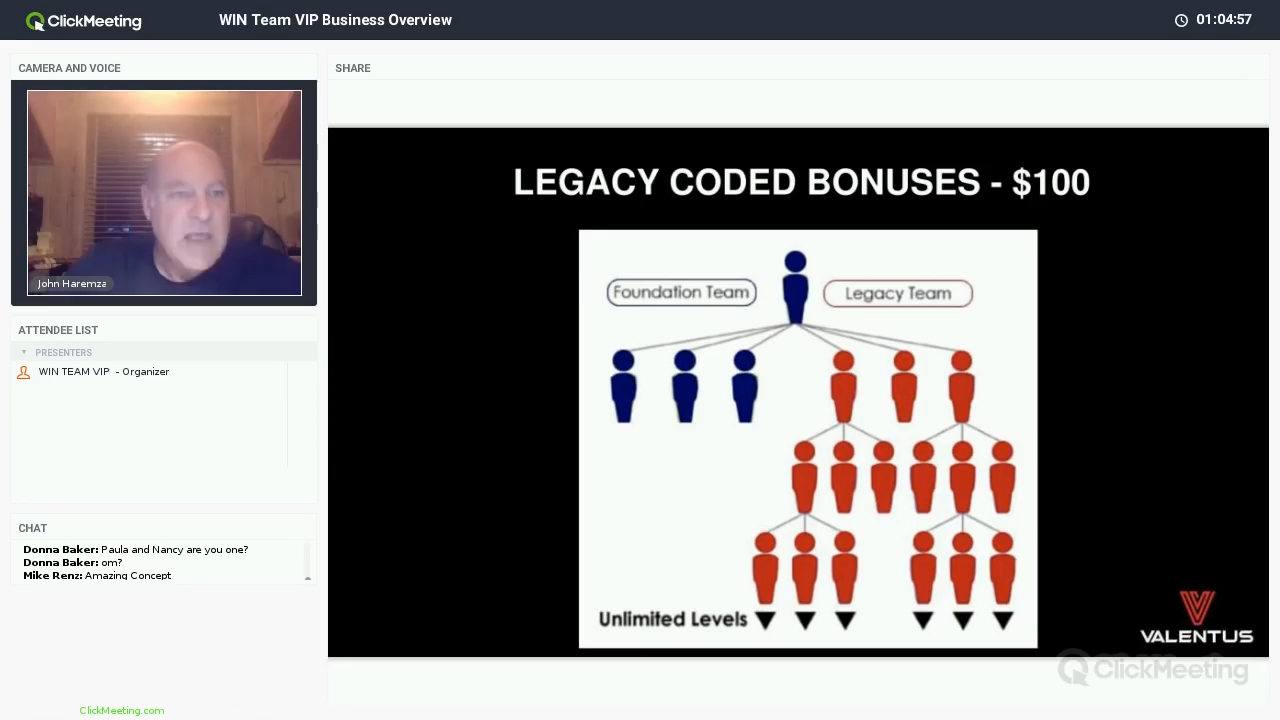 ClickMeeting
WIN Team VIP Business Overview
01:04:57
CAMERA AND VOICE
John Haremza
ATTENDEE LIST
PRESENTERS
WIN TEAM VIP - Organizer
CHAT
Donna Baker: Paula and Nancy are you one?
Donna Baker: om?
Mike Renz: Amazing Concept
ClickMeeting.com
SHARE
LEGACY CODED BONUSES - $100
Foundation Team
Legacy Team
Unlimited Levels
VALENTUS
ClickMeeting